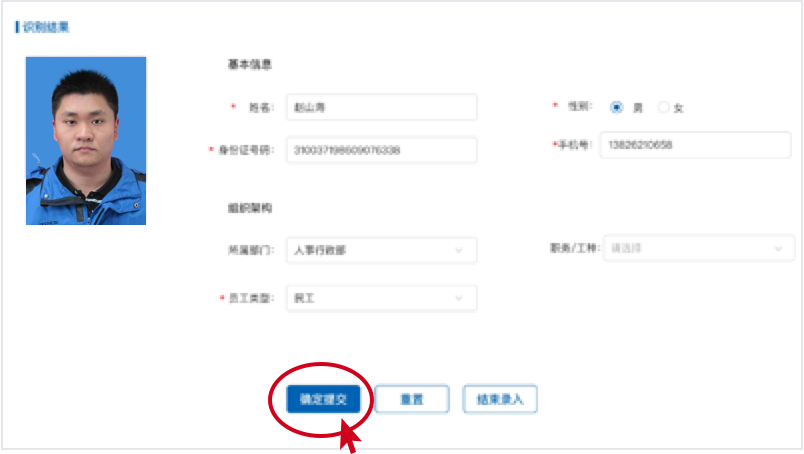 识别结果
基本信息
* 姓名: 赵山海
* 性别: 男 女
* 身份证号码: 310037198609076338
*手机号: 13826210658
组织架构
所属部门: 人事行政部
职务/工种: 请选择
* 员工类型: 民工
确定提交 重置 结束录入